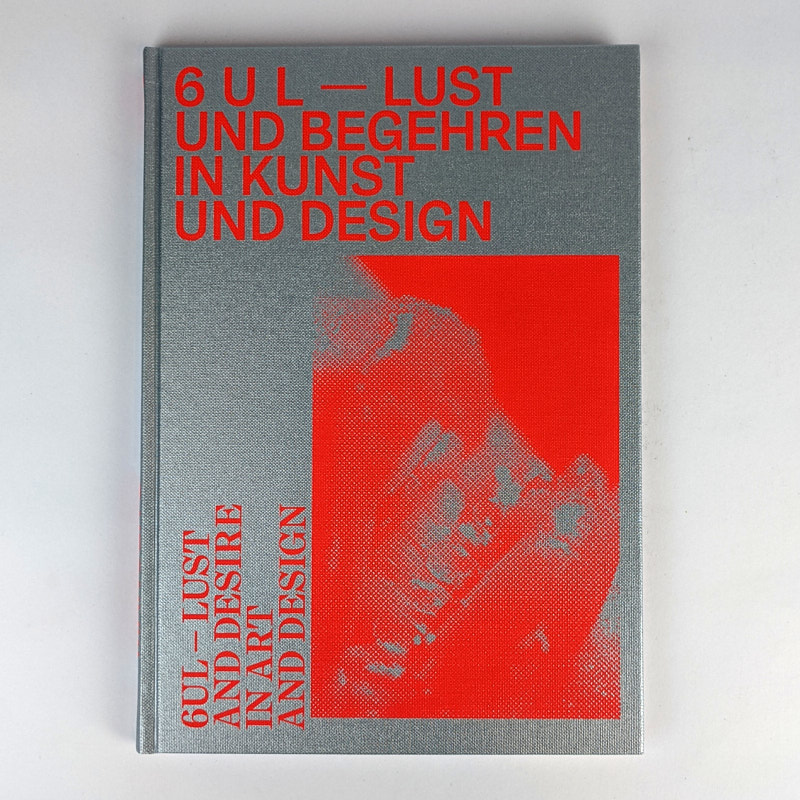 6 U L — LUST
UND BEGEHREN
IN KUNST
UND DESIGN
6UL – LUST
AND DESIRE
IN ART
AND DESIGN